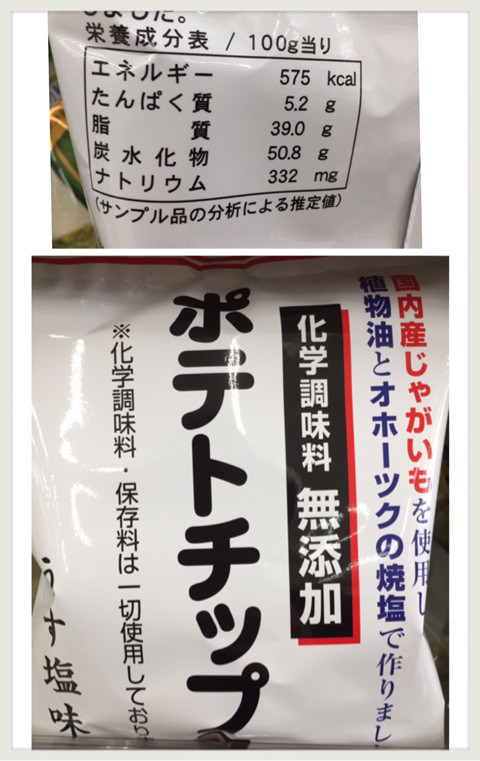 しました。
栄養成分表 / 100g当り
エネルギー 575 kcal
たんぱく質 5.2 g
脂質 39.0 g
炭水化物 50.8 g
ナトリウム 332 mg
(サンプル品の分析による推定値)
国内産じゃがいもを使用し
植物油とオホーツクの焼塩で作りまし
化学調味料 無添加
ポテトチップ
※化学調味料・保存料は一切使用しており
うす塩味